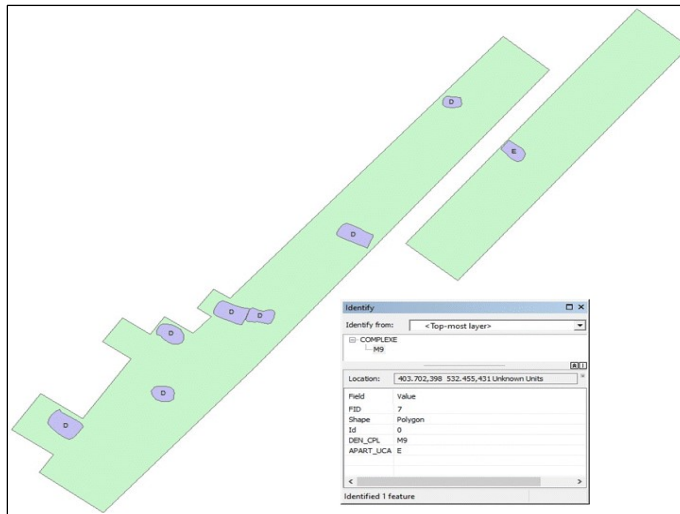 D
E
D
D
D
D
D
D
Identify
Identify from: <Top-most layer>
COMPLEXE
M9
Location: 403.702,398 532.455,431 Unknown Units
Field Value
FID 7
Shape Polygon
Id 0
DEN_CPL M9
APART_UCA E
Identified 1 feature